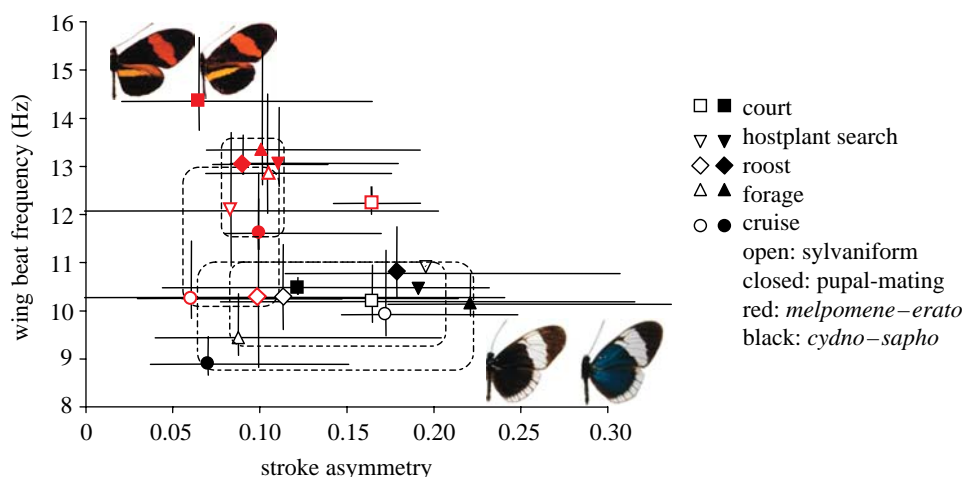 16
15
14
13
12
11
10
9
8
wing beat frequency (Hz)
0
0.05
0.10
0.15
0.20
0.25
0.30
stroke asymmetry
court
hostplant search
roost
forage
cruise
open: sylvaniform
closed: pupal-mating
red: melpomene–erato
black: cydno–sapho